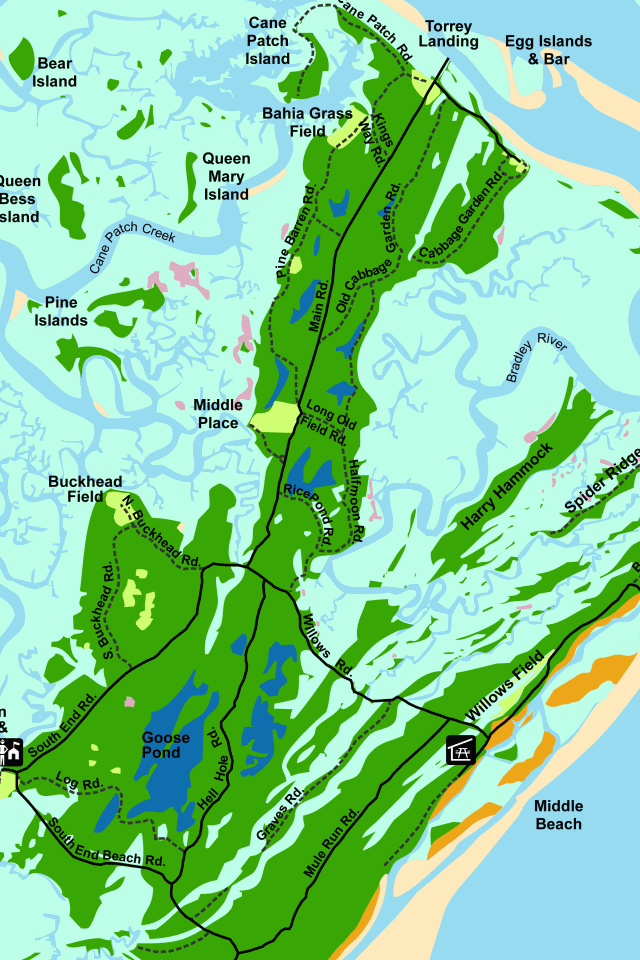 Cane Patch Rd.
Cane
Patch
Island
Torrey
Landing
Egg Islands
& Bar
Bear
Island
Bahia Grass
Field
Kings
Way Rd.
Queen
Mary
Island
Queen
Bess
Island
Cane Patch Creek
Pine Barren Rd.
Old Cabbage Garden Rd.
Cabbage Garden Rd.
Main Rd.
Pine
Islands
Bradley River
Middle
Place
Long Old
Field Rd.
Halfmoon Rd.
Rice Pond Rd.
Buckhead
Field
N. Buckhead Rd.
S. Buckhead Rd.
Harry Hammock
Spider Ridge
Willows Rd.
Willows Field
South End Rd.
Goose
Pond
Hell Hole Rd.
Log Rd.
South End Beach Rd.
Graves Rd.
Mule Run Rd.
Middle
Beach
n
&
B